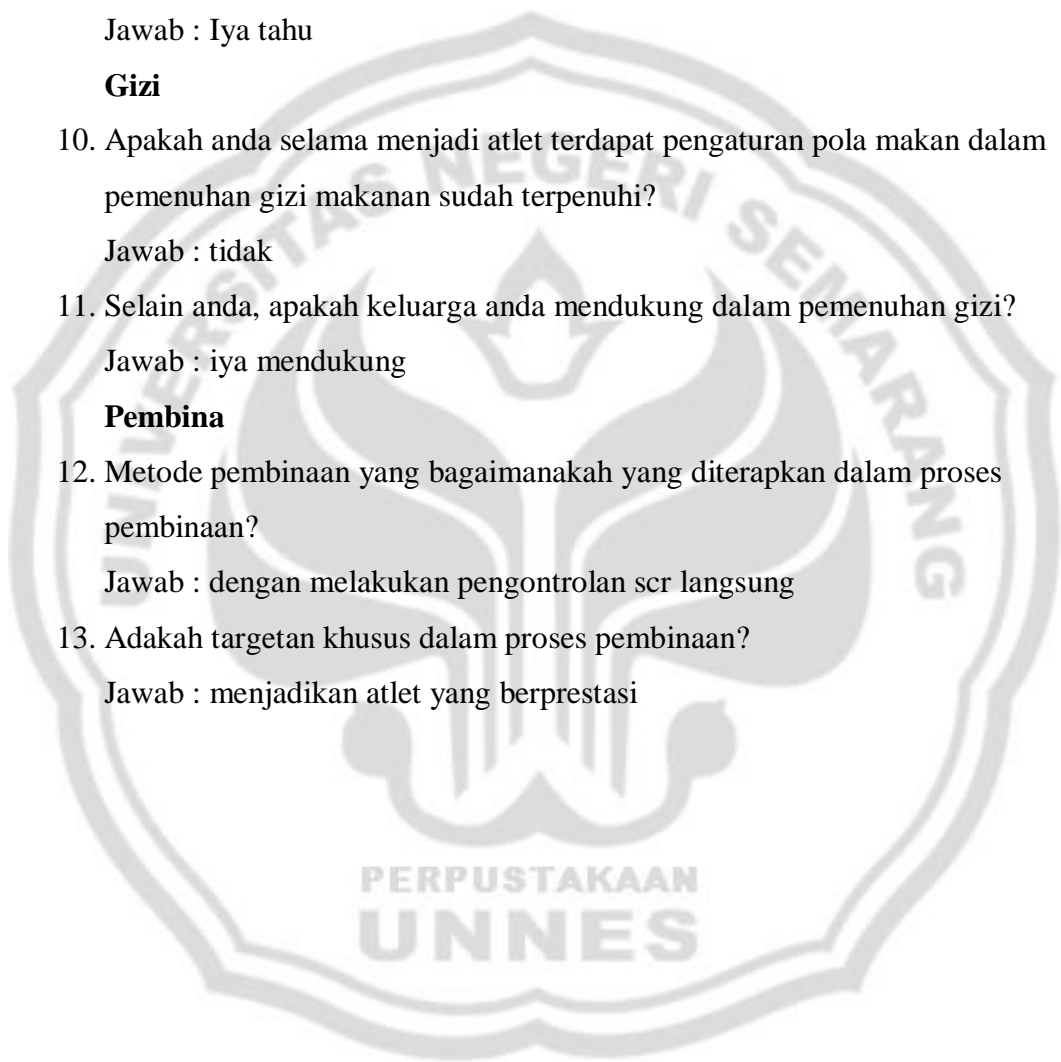 Jawab : Iya tahu
Gizi
10. Apakah anda selama menjadi atlet terdapat pengaturan pola makan dalam
pemenuhan gizi makanan sudah terpenuhi?
Jawab : tidak
11. Selain anda, apakah keluarga anda mendukung dalam pemenuhan gizi?
Jawab : iya mendukung
Pembina
12. Metode pembinaan yang bagaimanakah yang diterapkan dalam proses
pembinaan?
Jawab : dengan melakukan pengontrolan scr langsung
13. Adakah targetan khusus dalam proses pembinaan?
Jawab : menjadikan atlet yang berprestasi
UNIVERSITAS NEGERI SEMARANG
PERPUSTAKAAN
UNNES